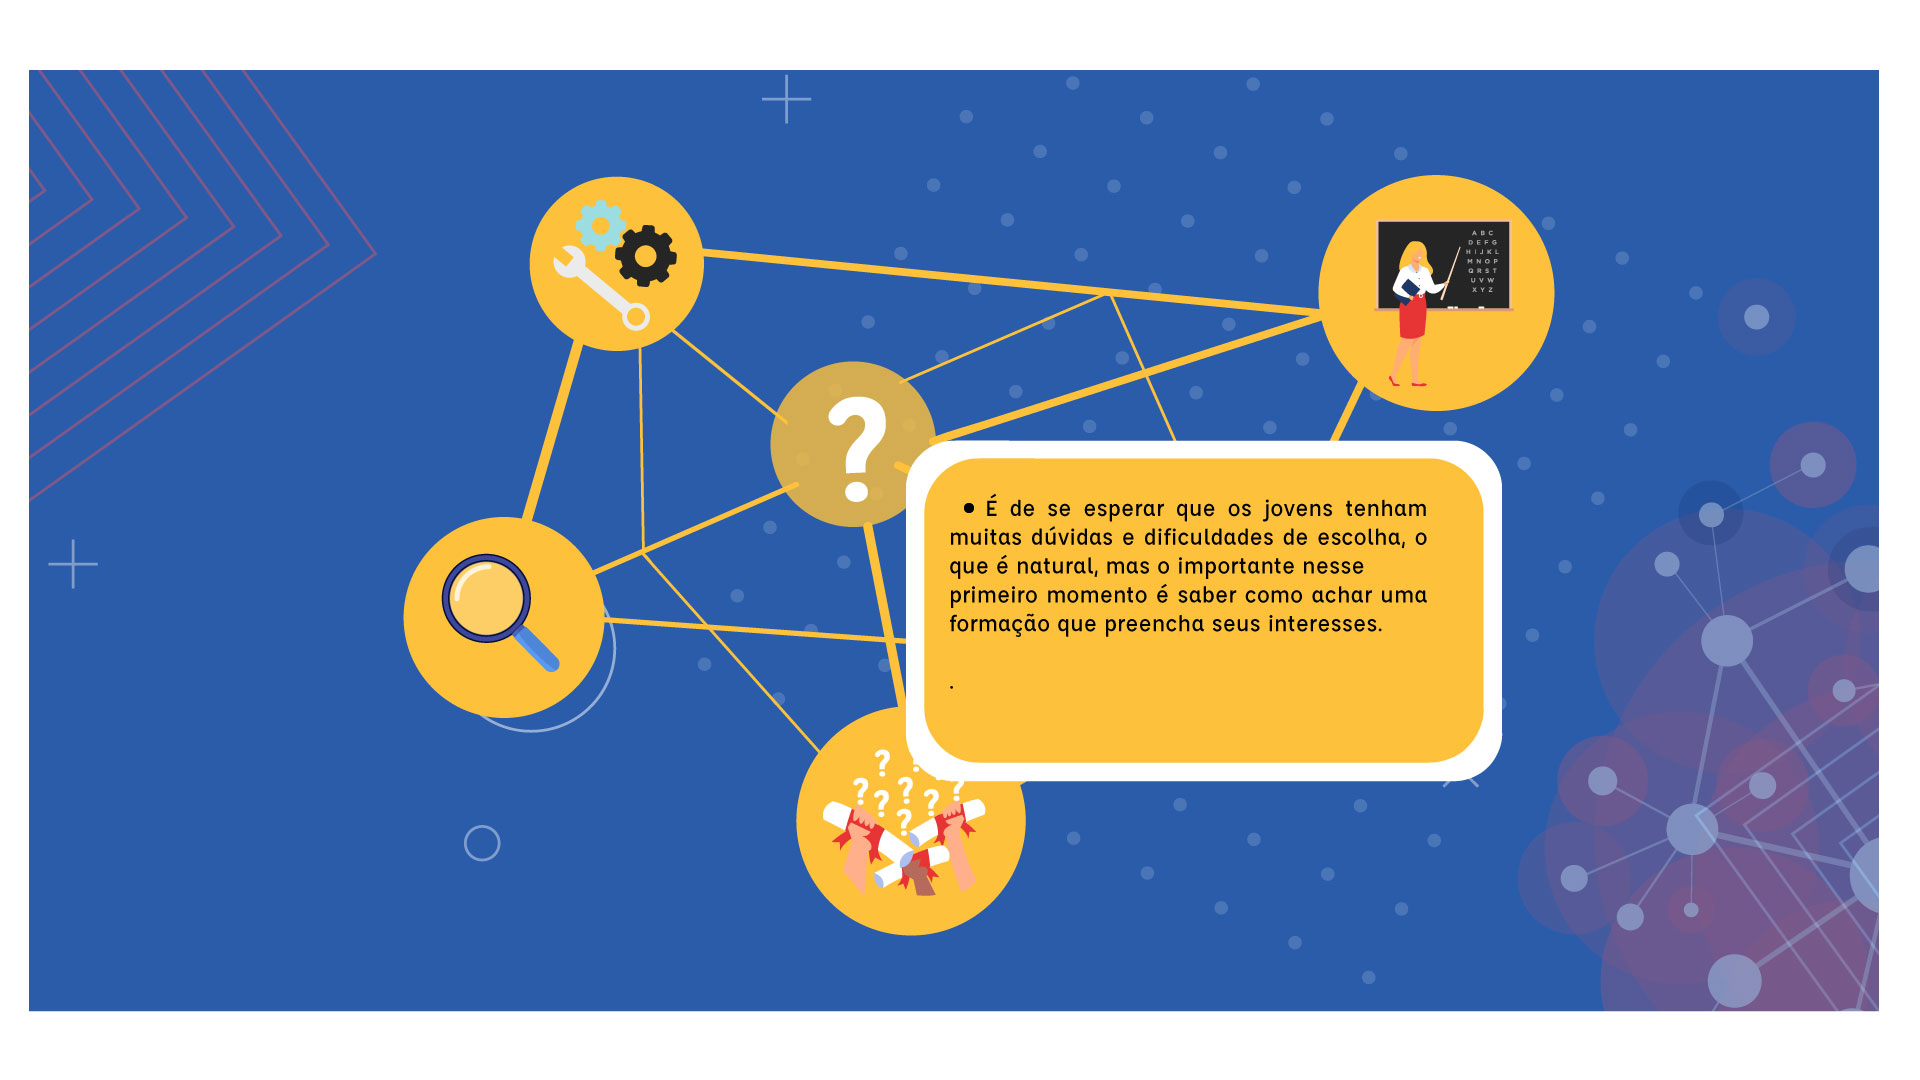 A B C
D E F G
H I J K L
M N O P
Q R S T
U V W
X Y Z
?
• É de se esperar que os jovens tenham
muitas dúvidas e dificuldades de escolha, o
que é natural, mas o importante nesse
primeiro momento é saber como achar uma
formação que preencha seus interesses.
.
? ?
? ? ?
? ?
?